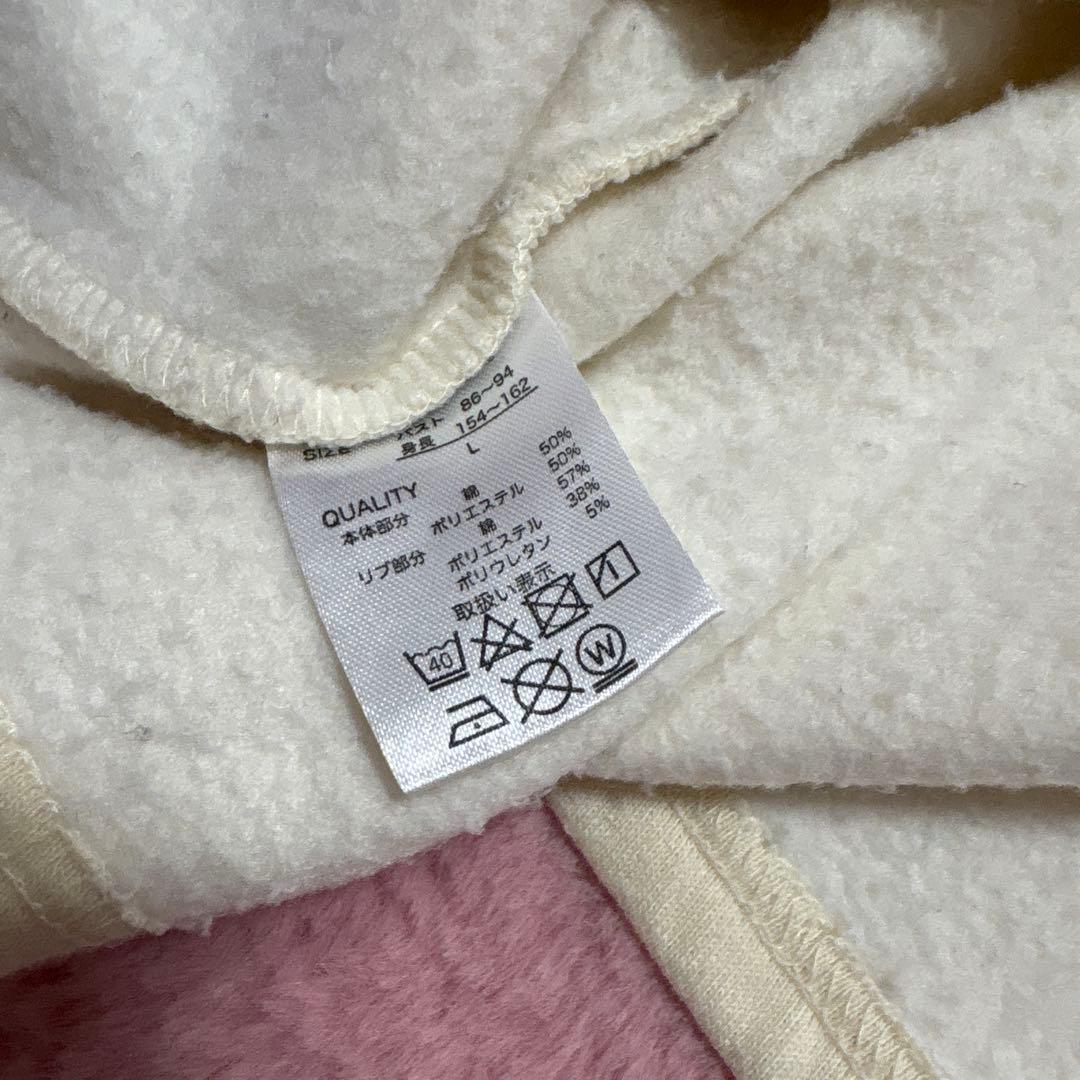 SIZE バスト 86~94
身長 154~162
L
QUALITY
本体部分 綿 50%
ポリエステル 50%
リブ部分 綿 57%
ポリエステル 38%
ポリウレタン 5%
取扱い表示
40
W